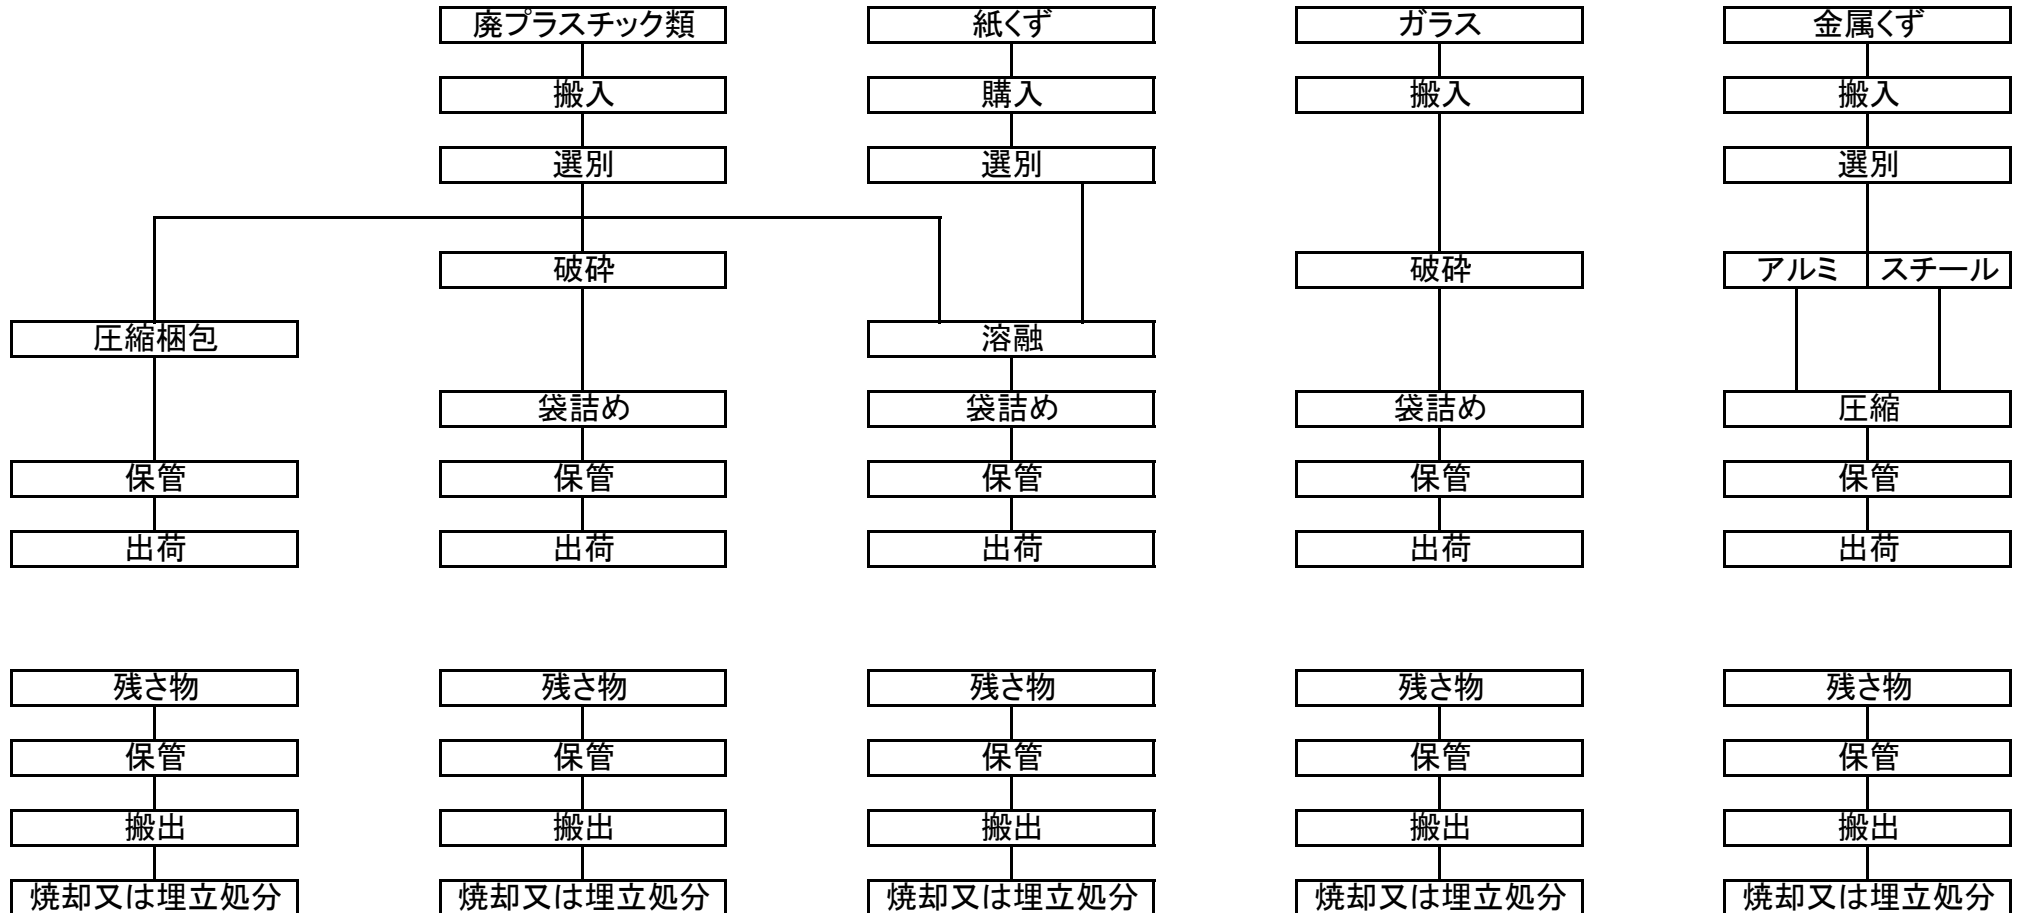 廃プラスチック類 紙くず ガラス 金属くず
搬入 購入 搬入 搬入
選別 選別 選別
破砕 破砕 アルミ スチール
圧縮梱包 溶融
袋詰め 袋詰め 袋詰め 圧縮
保管 保管 保管 保管 保管
出荷 出荷 出荷 出荷 出荷
残さ物 残さ物 残さ物 残さ物 残さ物
保管 保管 保管 保管 保管
搬出 搬出 搬出 搬出 搬出
焼却又は埋立処分 焼却又は埋立処分 焼却又は埋立処分 焼却又は埋立処分 焼却又は埋立処分